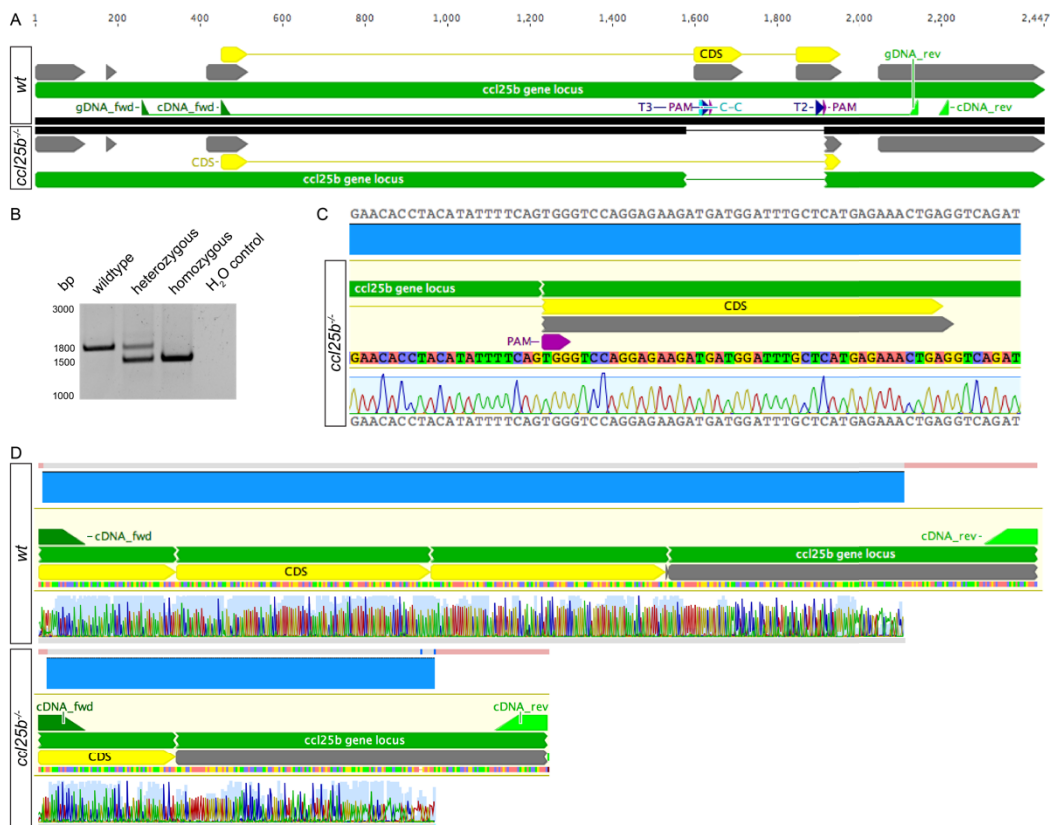 A
1 200 400 600 800 1,000 1,200 1,400 1,600 1,800 2,000 2,200 2,447
wt
CDS
gDNA_rev
ccl25b gene locus
gDNA_fwd cDNA_fwd T3 PAM C-C T2 PAM cDNA_rev
ccl25b-/-
CDS
ccl25b gene locus
B
bp wildtype heterozygous homozygous H2O control
3000
1800
1500
1000
C
GAACACCTACATATTTTCAGTGGGTCCAGGAGAAGATGATGGATTTGCTCATGAGAAACTGAGGTCAGAT
ccl25b-/-
ccl25b gene locus
CDS
PAM
GAACACCTACATATTTTCAGTGGGTCCAGGAGAAGATGATGGATTTGCTCATGAGAAACTGAGGTCAGAT
GAACACCTACATATTTTCAGTGGGTCCAGGAGAAGATGATGGATTTGCTCATGAGAAACTGAGGTCAGAT
D
wt
cDNA_fwd cDNA_rev
ccl25b gene locus
CDS
ccl25b-/-
cDNA_fwd cDNA_rev
ccl25b gene locus
CDS